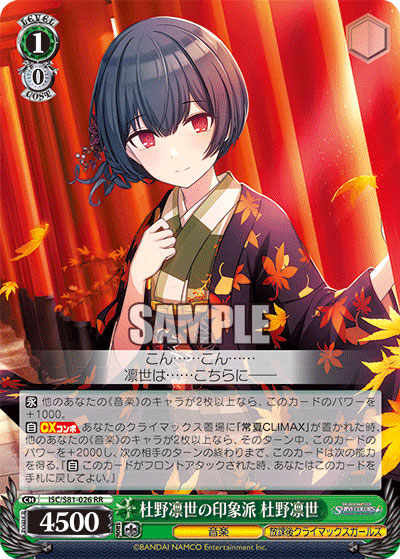 LEVEL
1
0
COST
SAMPLE
こん……こん……
凛世は……こちらに――
永 他のあなたの《音楽》のキャラが2枚以上なら、このカードのパワーを
+1000。
自 CXコンボ あなたのクライマックス置場に「常夏CLIMAX」が置かれた時、
他のあなたの《音楽》のキャラが2枚以上なら、そのターン中、このカードの
パワーを+2000し、次の相手のターンの終わりまで、このカードは次の能力
を得る。『自 このカードがフロントアタックされた時、あなたはこのカードを
手札に戻してよい。』
CH ISC/S81-026 RR
杜野凛世の印象派 杜野凛世
4500
音楽
放課後クライマックスガールズ
SHINYCOLORS
©BANDAI NAMCO Entertainment Inc.